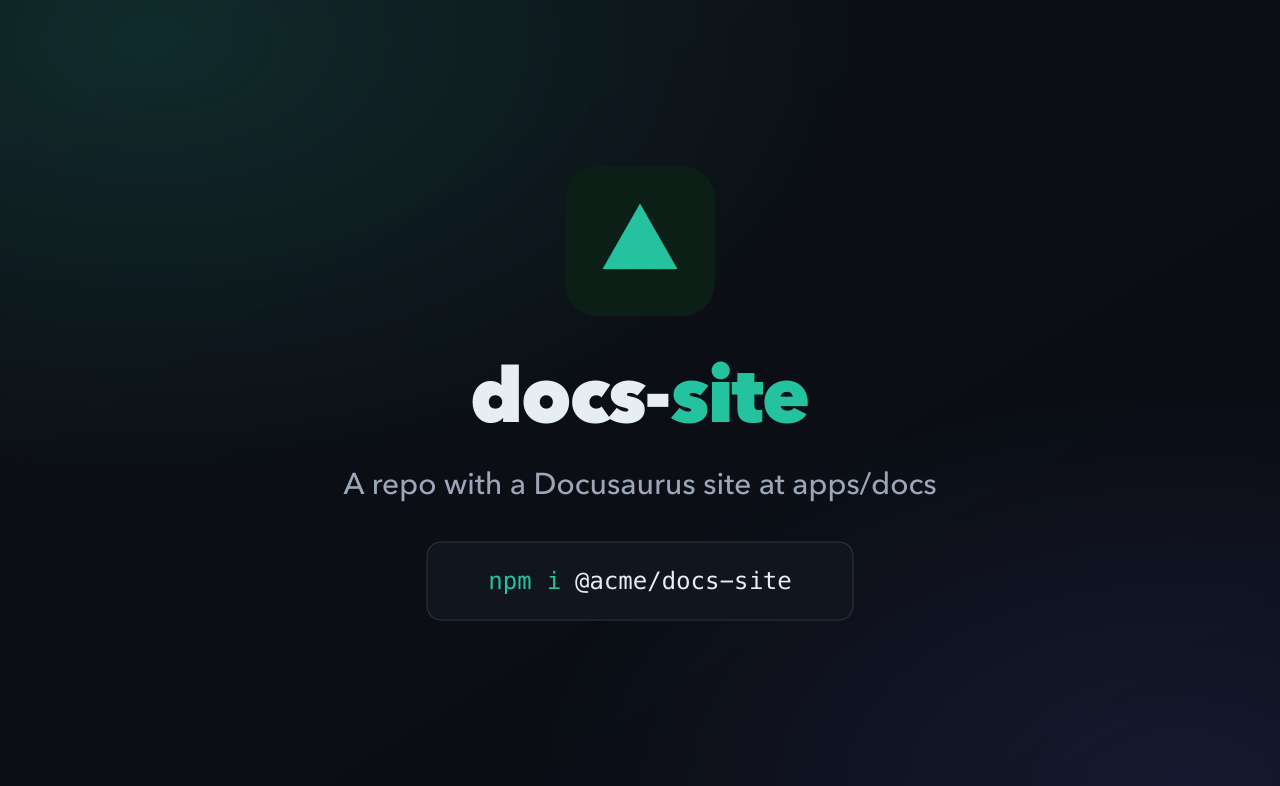 docs-site
A repo with a Docusaurus site at apps/docs
npm i @acme/docs-site